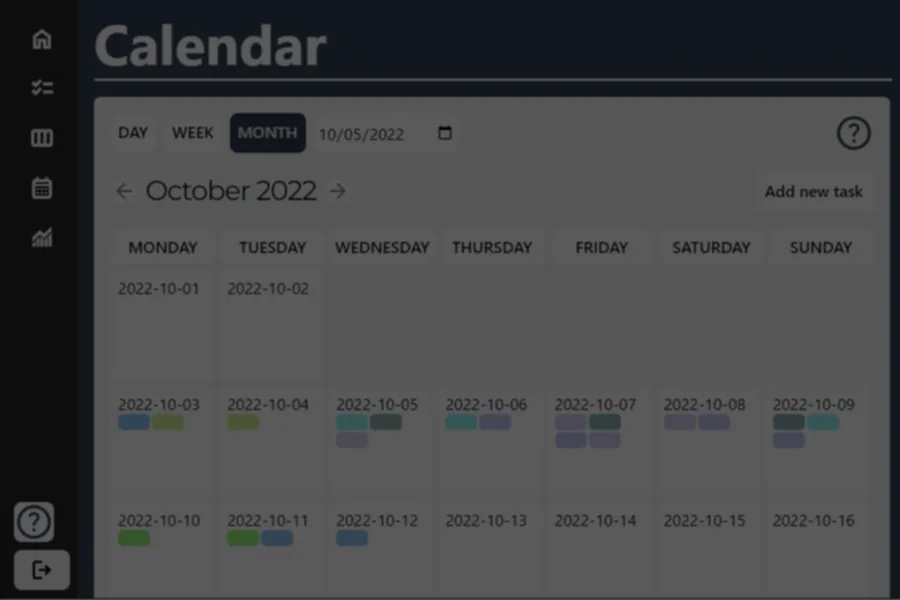 Calendar
DAY WEEK MONTH 10/05/2022 ?
← October 2022 → Add new task
MONDAY TUESDAY WEDNESDAY THURSDAY FRIDAY SATURDAY SUNDAY
2022-10-01 2022-10-02
2022-10-03 2022-10-04 2022-10-05 2022-10-06 2022-10-07 2022-10-08 2022-10-09
2022-10-10 2022-10-11 2022-10-12 2022-10-13 2022-10-14 2022-10-15 2022-10-16
?